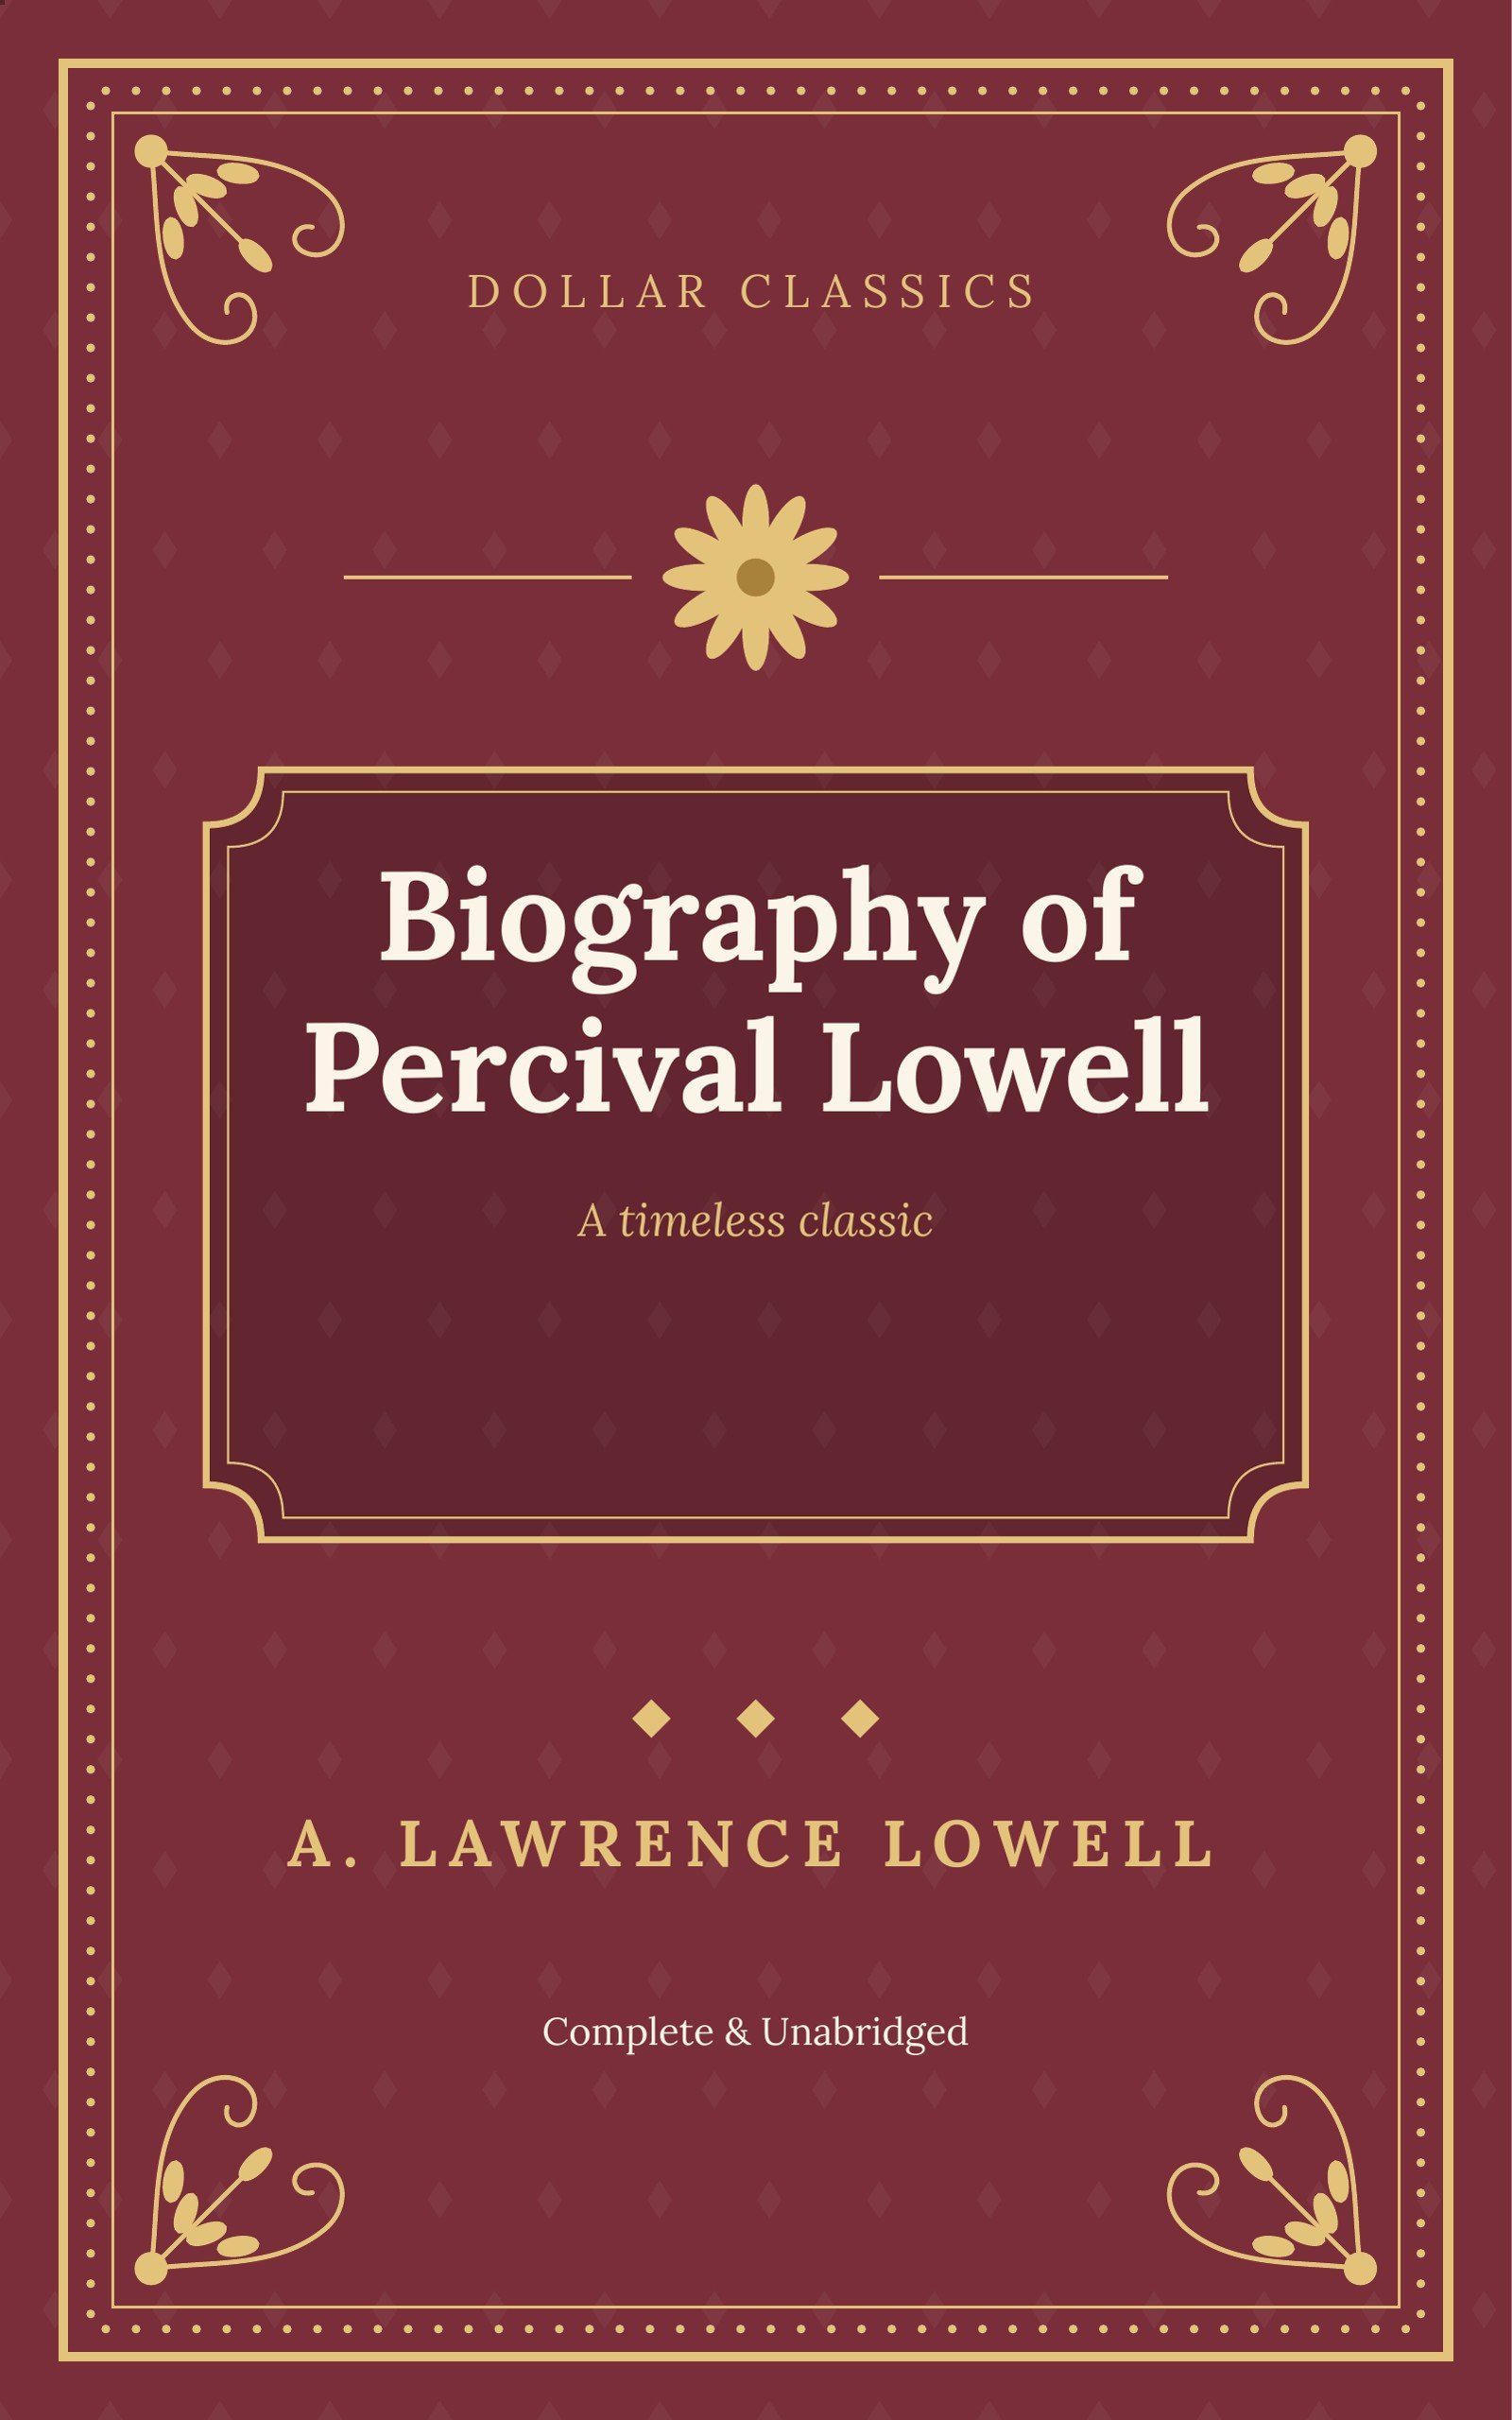 DOLLAR CLASSICS
Biography of
Percival Lowell
A timeless classic
A. LAWRENCE LOWELL
Complete & Unabridged